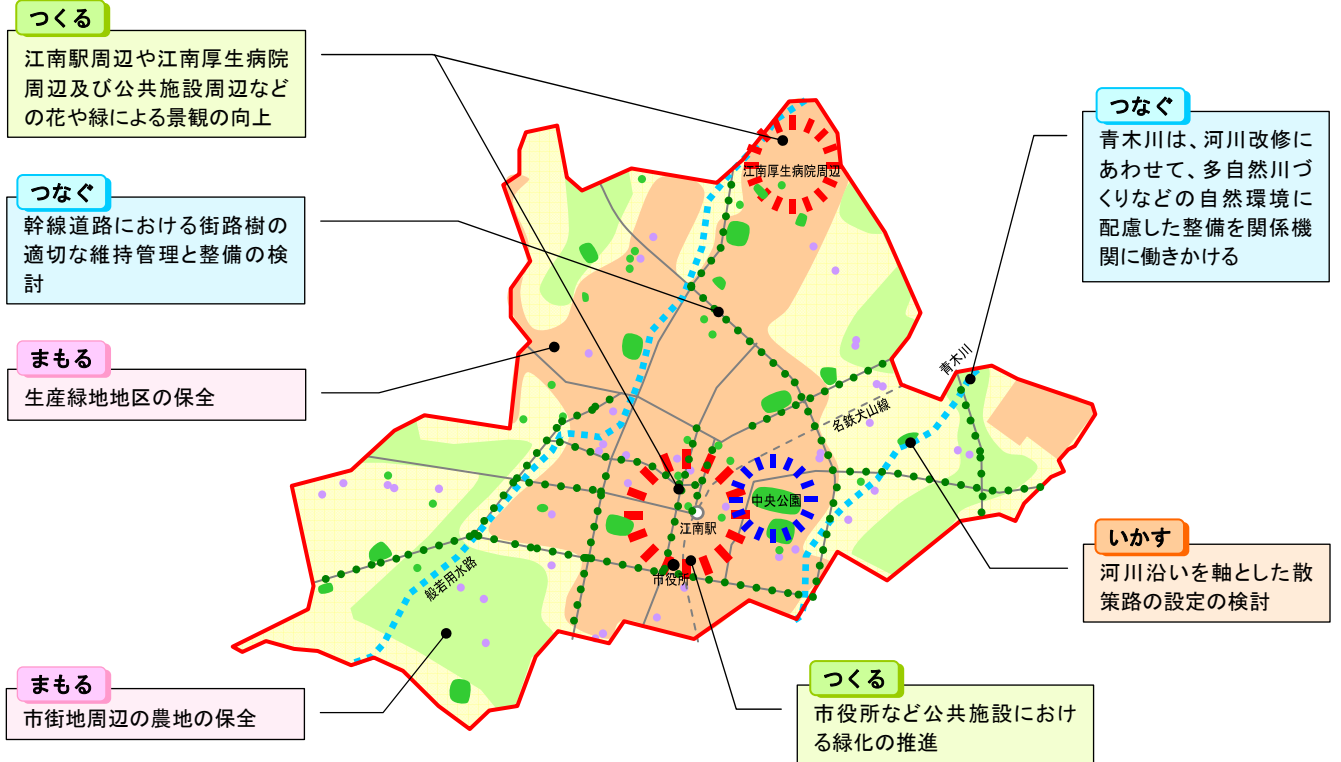 つくる
江南駅周辺や江南厚生病院
周辺及び公共施設周辺など
の花や緑による景観の向上
つなぐ
幹線道路における街路樹の
適切な維持管理と整備の検
討
まもる
生産緑地地区の保全
まもる
市街地周辺の農地の保全
江南厚生病院周辺
青木川
名鉄犬山線
中央公園
江南駅
市役所
般若用水路
つなぐ
青木川は、河川改修に
あわせて、多自然川づ
くりなどの自然環境に
配慮した整備を関係機
関に働きかける
いかす
河川沿いを軸とした散
策路の設定の検討
つくる
市役所など公共施設におけ
る緑化の推進